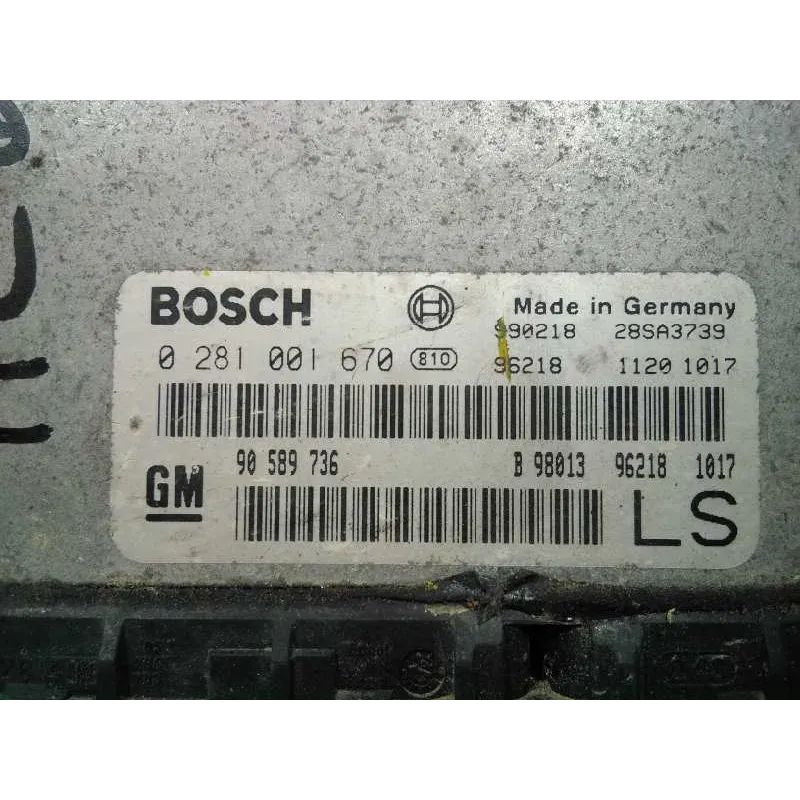 BOSCH Made in Germany
990218 28SA3739
0 281 001 670 810 96218 1120 1017
90 589 736 B 98013 96218 1017
GM LS